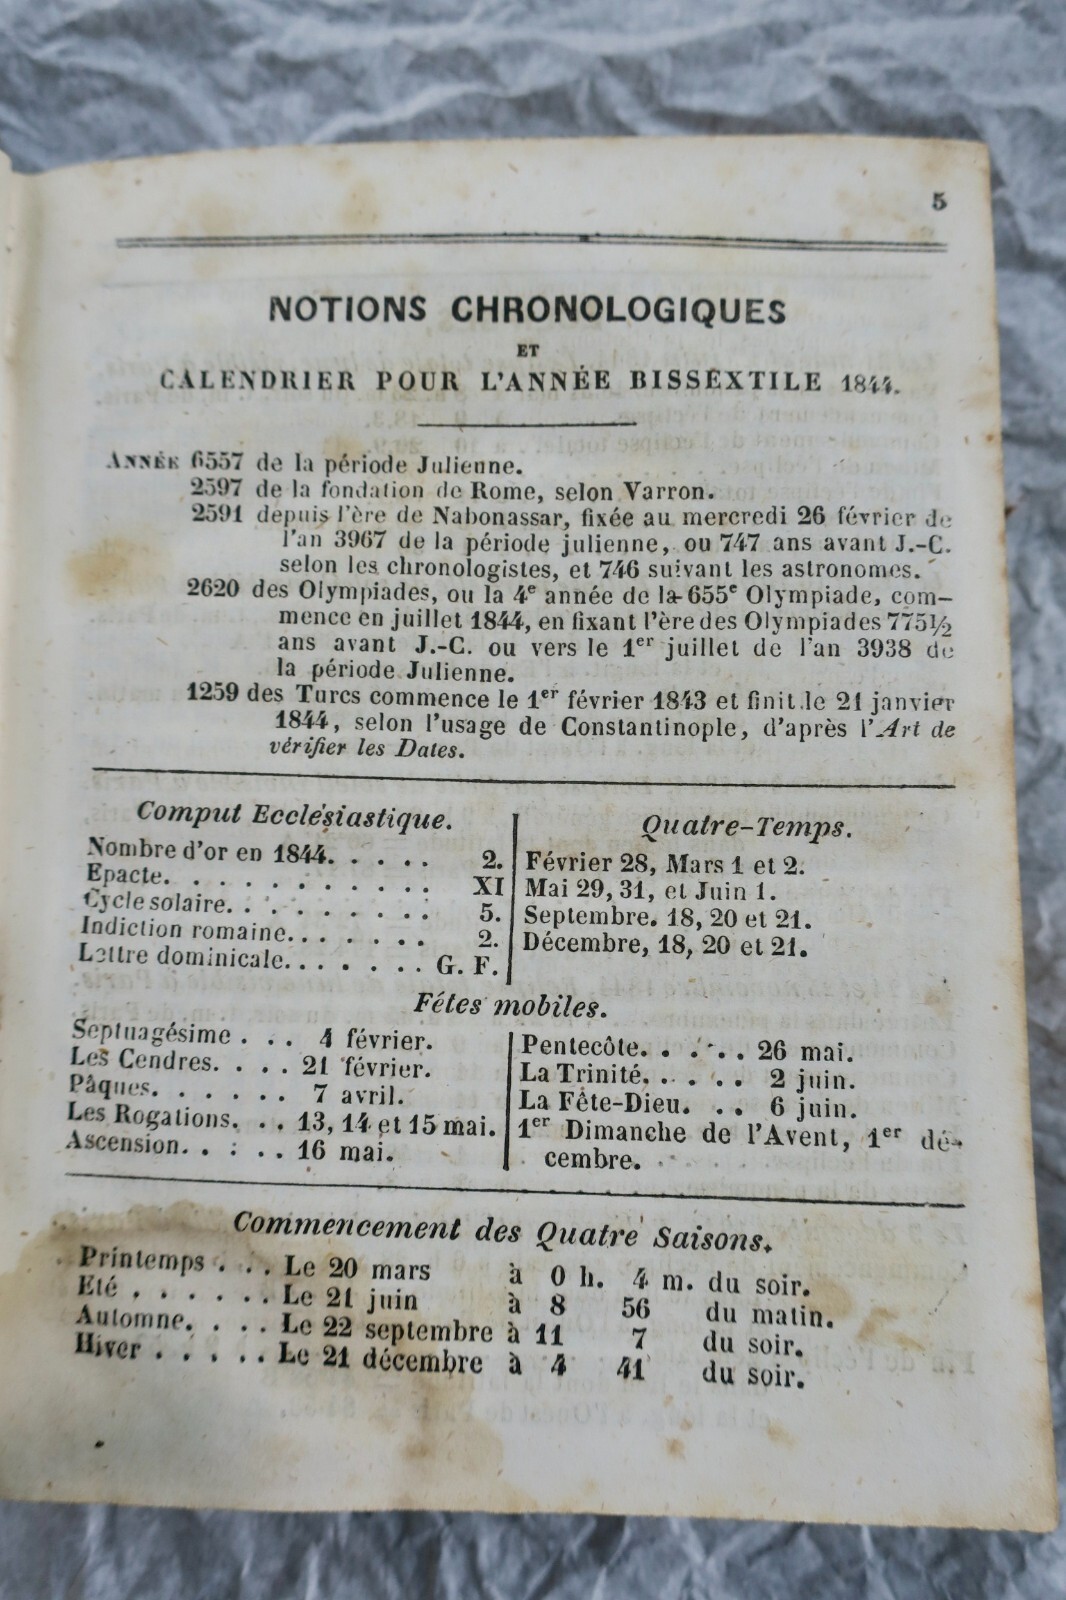 5
NOTIONS CHRONOLOGIQUES
ET
CALENDRIER POUR L'ANNÉE BISSEXTILE 1844.
ANNÉE 6557 de la période Julienne.
2597 de la fondation de Rome, selon Varron.
2591 depuis l'ère de Nabonassar, fixée au mercredi 26 février de
l'an 3967 de la période julienne, ou 747 ans avant J.-C.
selon les chronologistes, et 746 suivant les astronomes.
2620 des Olympiades, ou la 4e année de la 655e Olympiade, com-
mence en juillet 1844, en fixant l'ère des Olympiades 775½
ans avant J.-C. ou vers le 1er juillet de l'an 3938 de
la période Julienne.
1259 des Turcs commence le 1er février 1843 et finit le 21 janvier
1844, selon l'usage de Constantinople, d'après l'Art de
vérifier les Dates.
Comput Ecclésiastique.
Nombre d'or en 1844. . . . . 2.
Epacte. . . . . . . . . . . XI
Cycle solaire. . . . . . . . . 5.
Indiction romaine. . . . . . . 2.
Lettre dominicale. . . . . . . G. F.
Quatre-Temps.
Février 28, Mars 1 et 2.
Mai 29, 31, et Juin 1.
Septembre. 18, 20 et 21.
Décembre, 18, 20 et 21.
Fétes mobiles.
Septuagésime . . . 4 février.
Les Cendres. . . . 21 février.
Pâques. . . . . . 7 avril.
Les Rogations. . . 13, 14 et 15 mai.
Ascension. . : . . 16 mai.
Pentecôte. . . . . 26 mai.
La Trinité. . . . . 2 juin.
La Fête-Dieu. . . 6 juin.
1er Dimanche de l'Avent, 1er dé-
cembre.
Commencement des Quatre Saisons.
Printemps . . . Le 20 mars à 0 h. 4 m. du soir.
Eté . . . . . . Le 21 juin à 8 56 du matin.
Automne. . . . Le 22 septembre à 11 7 du soir.
Hiver . . . . . Le 21 décembre à 4 41 du soir.